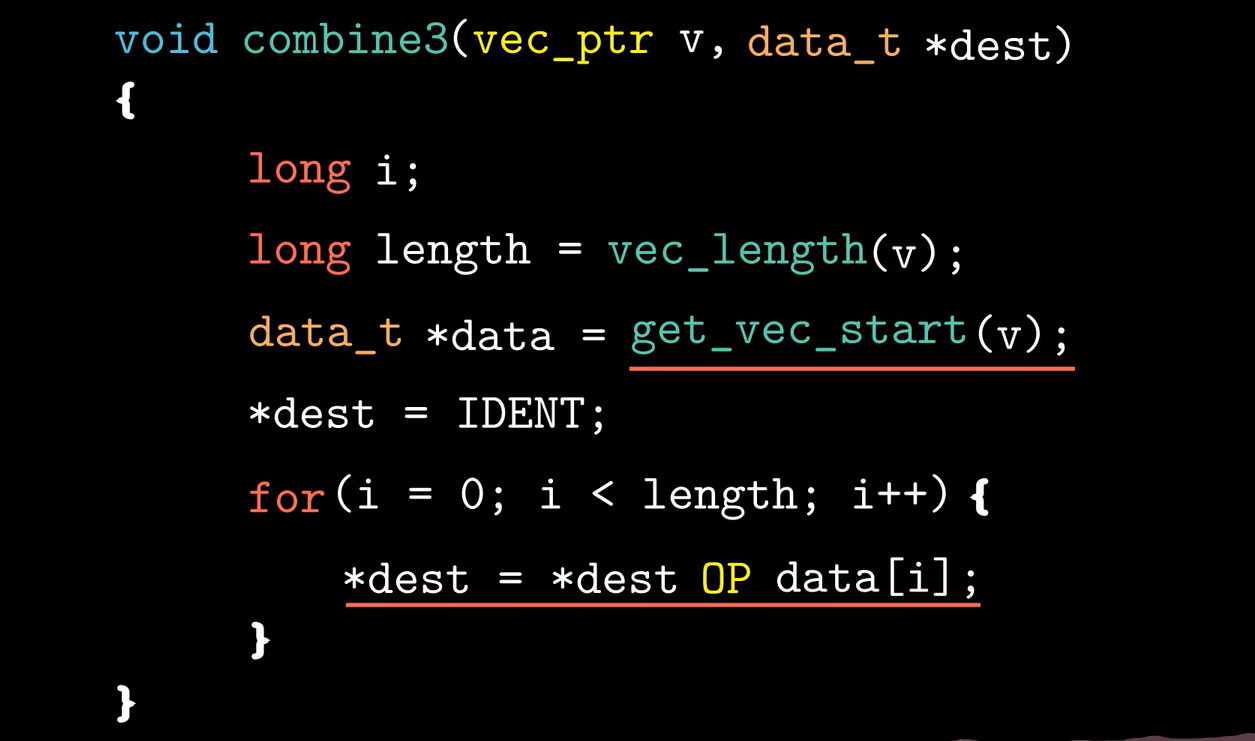 void combine3(vec_ptr v, data_t *dest)
{
long i;
long length = vec_length(v);
data_t *data = get_vec_start(v);
*dest = IDENT;
for(i = 0; i < length; i++) {
*dest = *dest OP data[i];
}
}